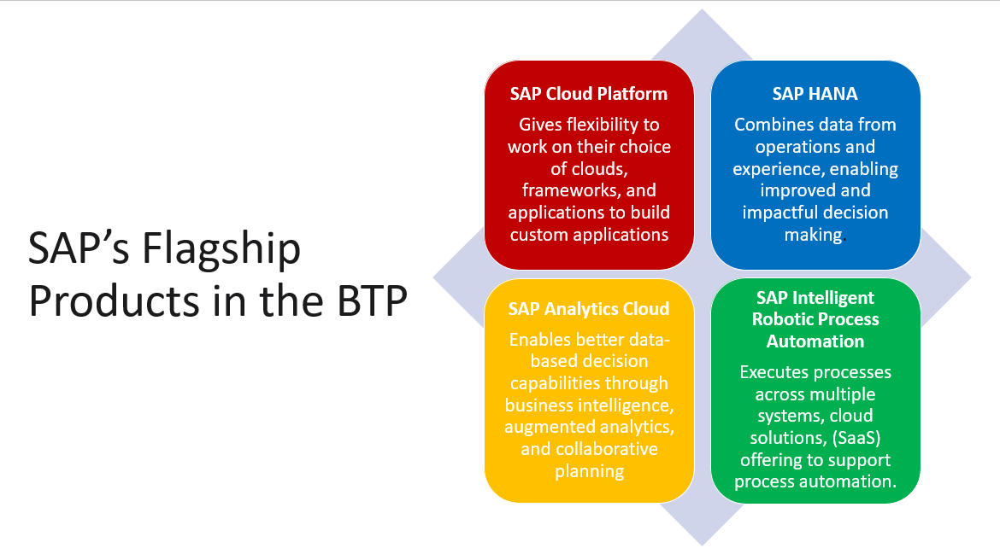 SAP’s Flagship
Products in the BTP
SAP Cloud Platform
Gives flexibility to
work on their choice
of clouds,
frameworks, and
applications to build
custom applications
SAP HANA
Combines data from
operations and
experience, enabling
improved and
impactful decision
making.
SAP Analytics Cloud
Enables better data-
based decision
capabilities through
business intelligence,
augmented analytics,
and collaborative
planning
SAP Intelligent
Robotic Process
Automation
Executes processes
across multiple
systems, cloud
solutions, (SaaS)
offering to support
process automation.